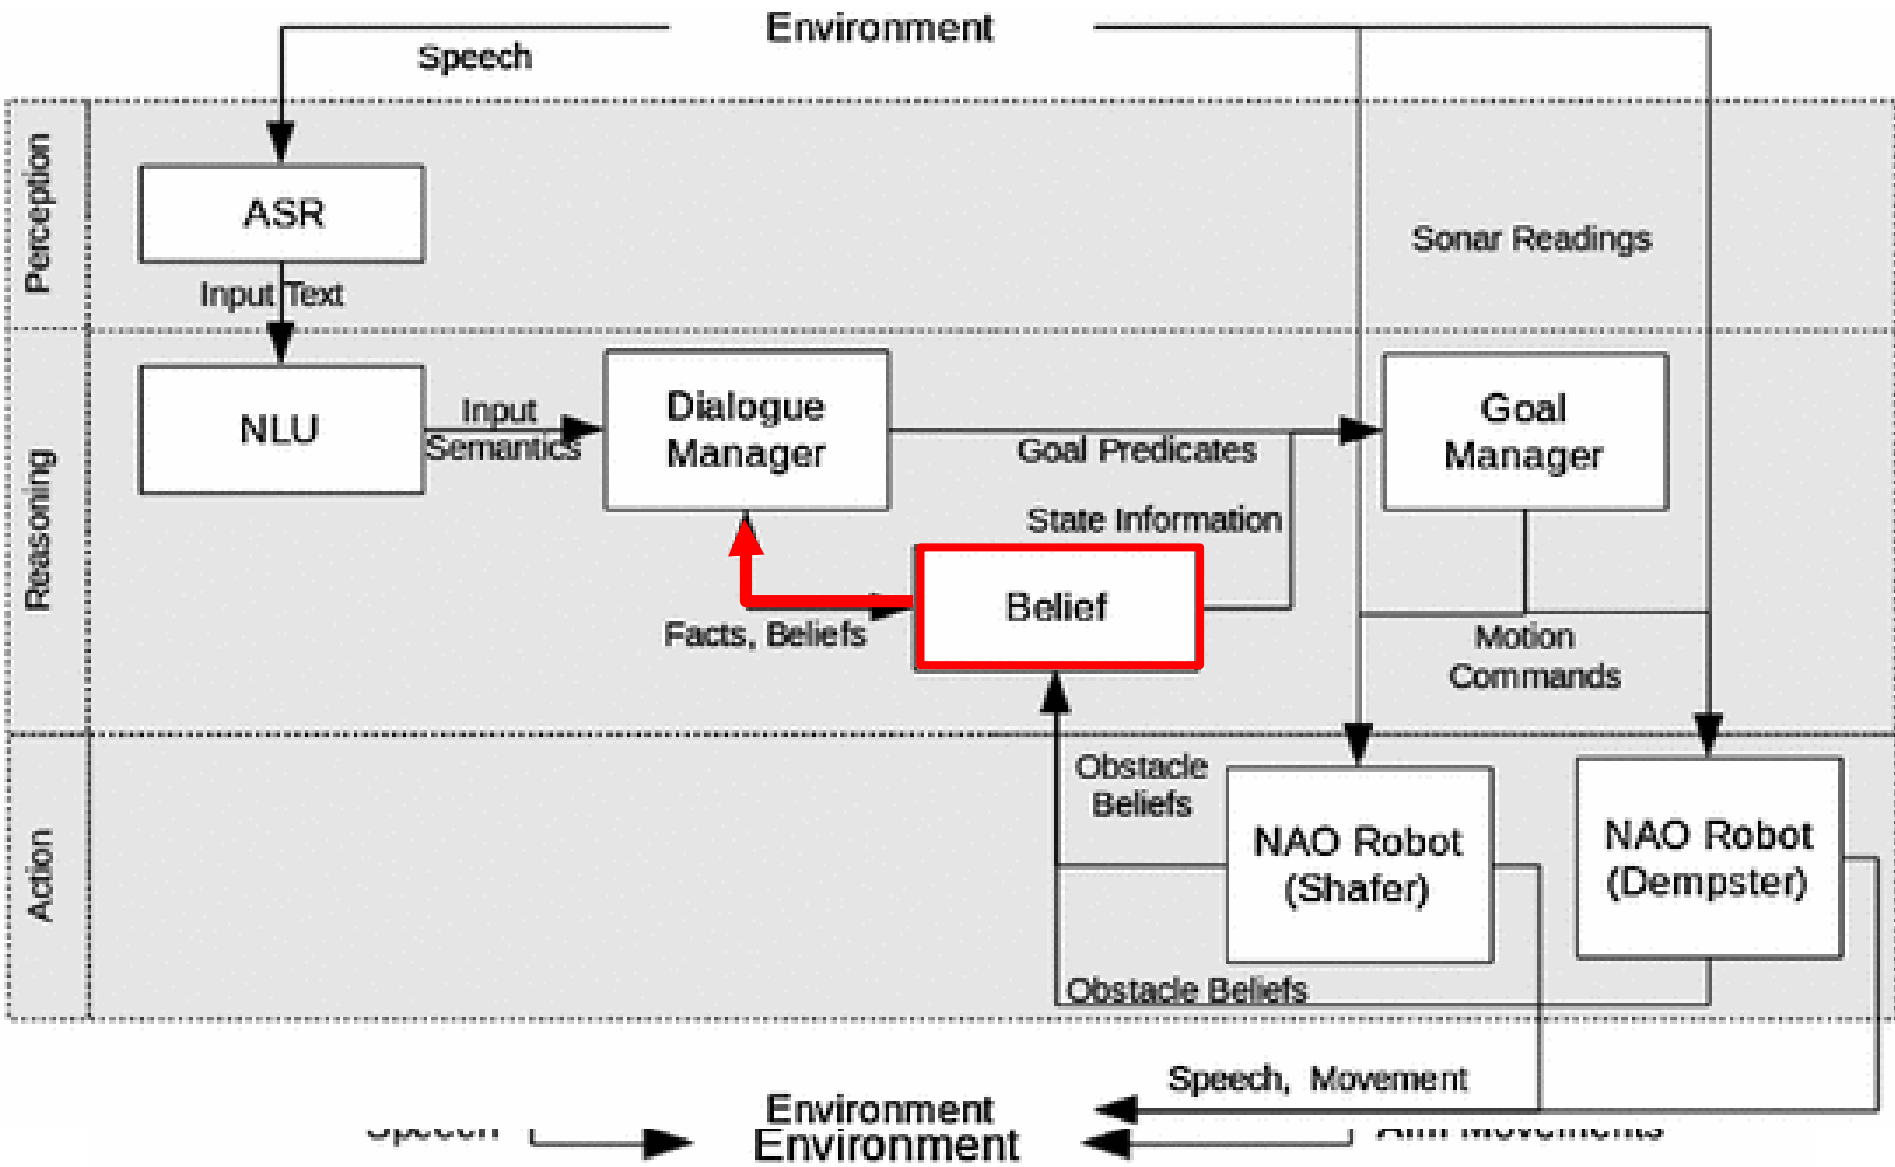 Environment
Speech
Perception
ASR
Sonar Readings
Input Text
Reasoning
NLU
Input
Semantics
Dialogue
Manager
Goal Predicates
Goal
Manager
State Information
Belief
Facts, Beliefs
Motion
Commands
Action
Obstacle
Beliefs
NAO Robot
(Shafer)
NAO Robot
(Dempster)
Obstacle Beliefs
Speech, Movement
Environment
Environment